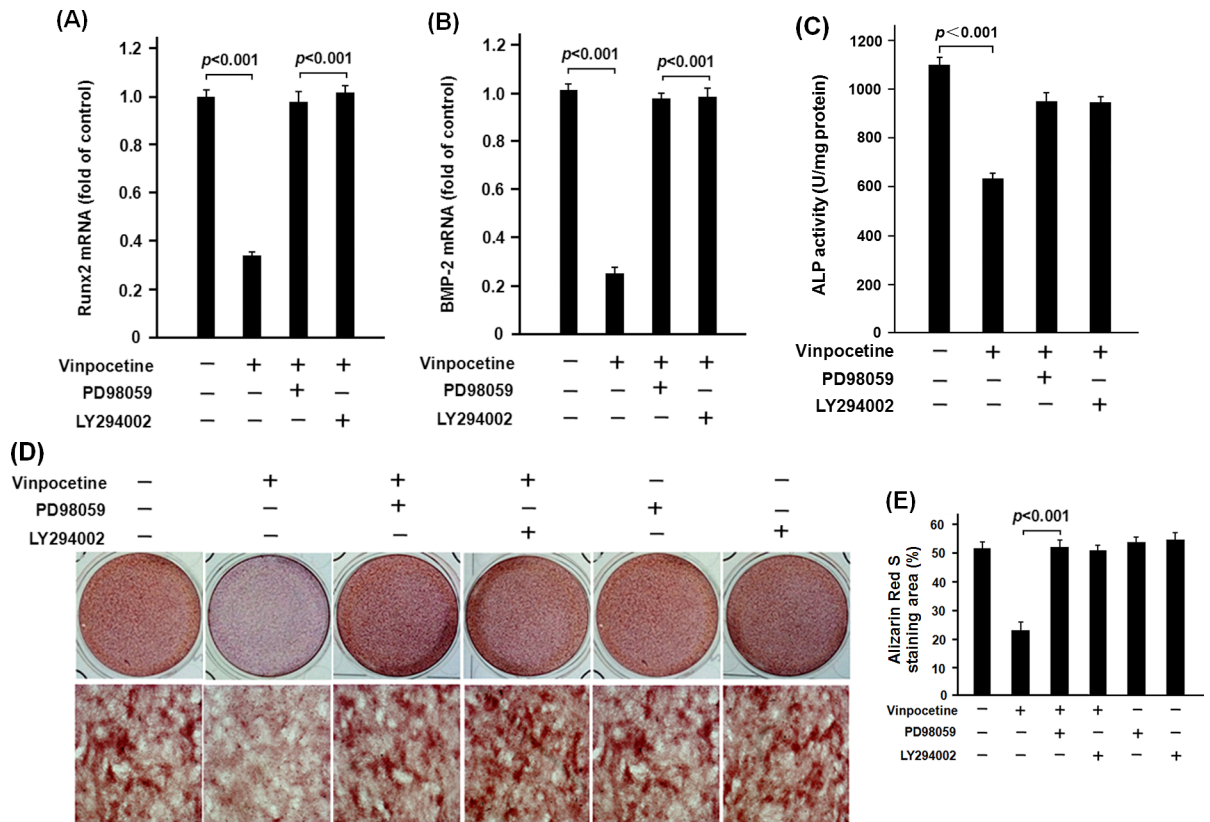 (A)
Runx2 mRNA (fold of control)
1.2
1.0
0.8
0.6
0.4
0.2
0
p<0.001
p<0.001
Vinpocetine − + + +
PD98059 − − + −
LY294002 − − − +
(B)
BMP-2 mRNA (fold of control)
1.2
1.0
0.8
0.6
0.4
0.2
0
p<0.001
p<0.001
− + + +
− − + −
− − − +
(C)
ALP activity (U/mg protein)
1200
1000
800
600
1000
400
200
0
p<0.001
Vinpocetine − + + +
PD98059 − − + −
LY294002 − − − +
(D)
Vinpocetine − + + + − −
PD98059 − − + − + −
LY294002 − − − + − +
(E)
Alizarin Red S
staining area (%)
60
50
40
30
20
10
0
p<0.001
Vinpocetine − + + + − −
PD98059 − − + − + −
LY294002 − − − + − +